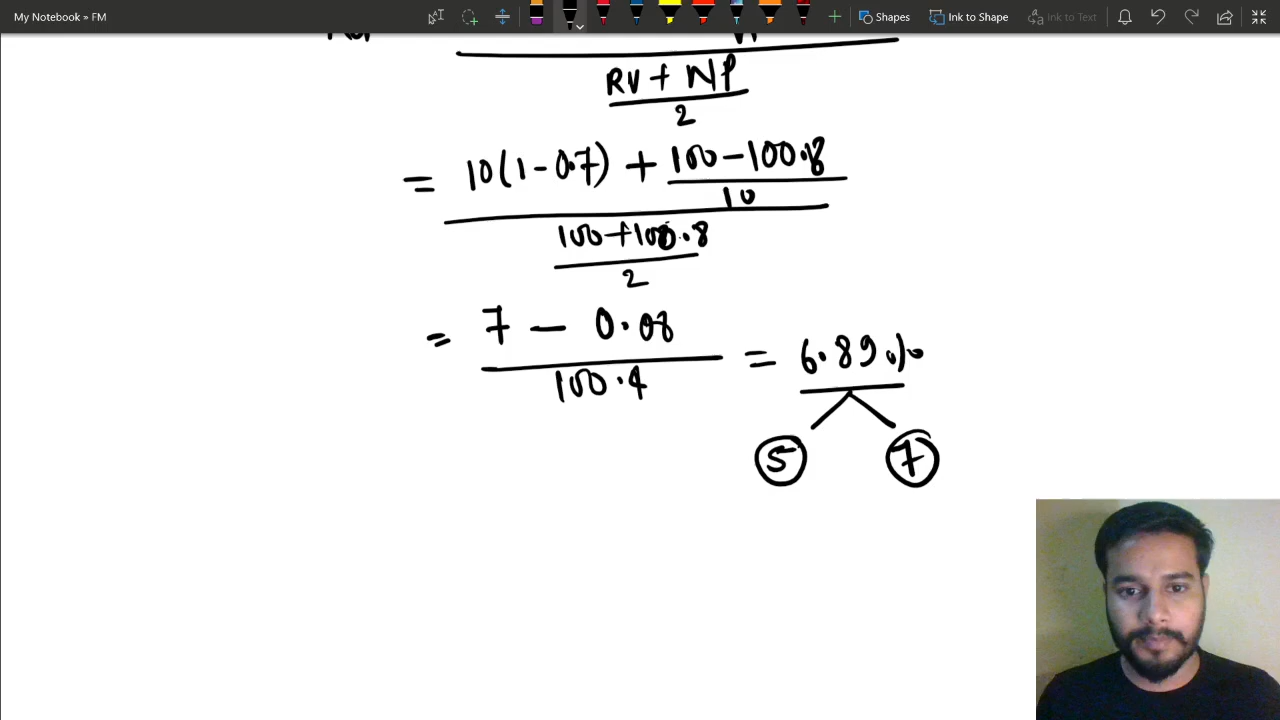 My Notebook » FM
Shapes
Ink to Shape
Ink to Text
RV + NP
2
= 10(1-0.7) + 100-100.8
10
100+100.8
2
= 7 - 0.08
100.4
= 6.89%
5
7